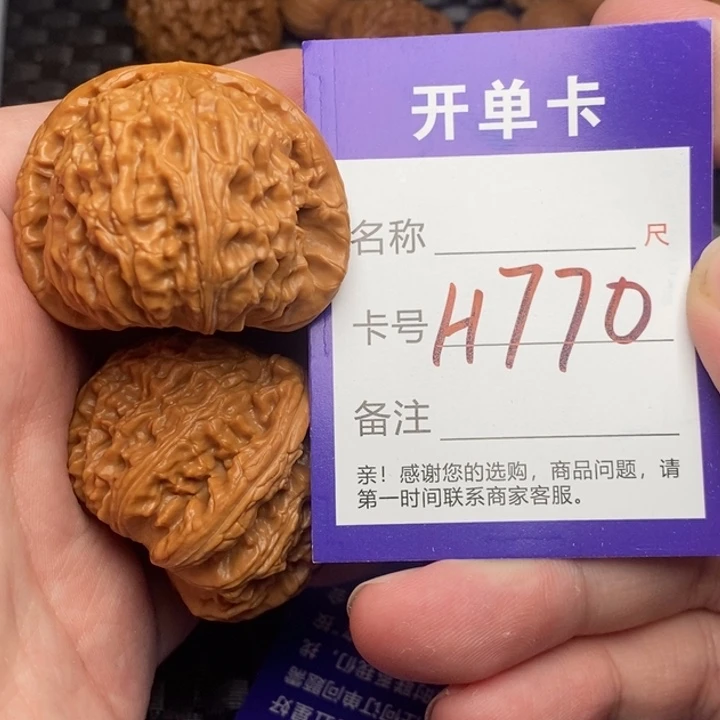 开单卡
名称 尺
卡号 H770
备注
亲！感谢您的选购，商品问题，请
第一时间联系商家客服。